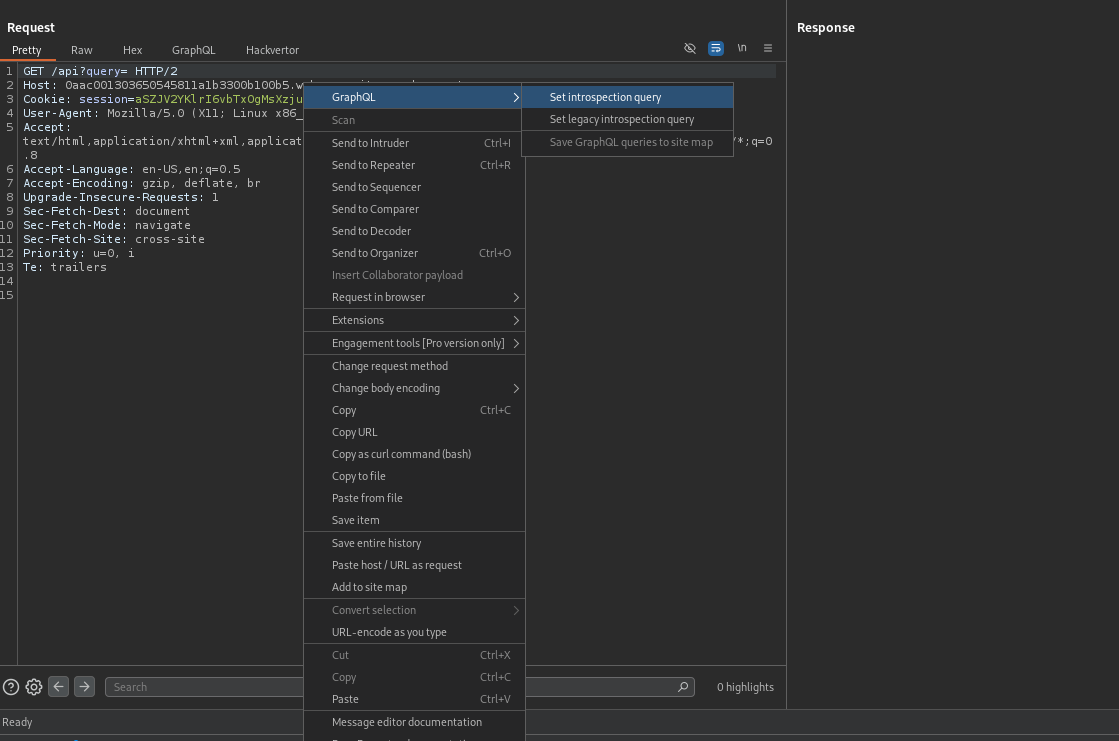 Request
Response
Pretty
Raw
Hex
GraphQL
Hackvertor
\n
1 GET /api?query= HTTP/2
2 Host: 0aac001303650545811a1b3300b100b5.
3 Cookie: session=aSZJV2YKlrI6vbTxOgMsXzju
4 User-Agent: Mozilla/5.0 (X11; Linux x86_
5 Accept:
text/html,application/xhtml+xml,applicat
/*;q=0
.8
6 Accept-Language: en-US,en;q=0.5
7 Accept-Encoding: gzip, deflate, br
8 Upgrade-Insecure-Requests: 1
9 Sec-Fetch-Dest: document
10 Sec-Fetch-Mode: navigate
11 Sec-Fetch-Site: cross-site
12 Priority: u=0, i
13 Te: trailers
14
15
GraphQL
Scan
Send to Intruder Ctrl+I
Send to Repeater Ctrl+R
Send to Sequencer
Send to Comparer
Send to Decoder
Send to Organizer Ctrl+O
Insert Collaborator payload
Request in browser
Extensions
Engagement tools [Pro version only]
Change request method
Change body encoding
Copy Ctrl+C
Copy URL
Copy as curl command (bash)
Copy to file
Paste from file
Save item
Save entire history
Paste host / URL as request
Add to site map
Convert selection
URL-encode as you type
Cut Ctrl+X
Copy Ctrl+C
Paste Ctrl+V
Message editor documentation
Set introspection query
Set legacy introspection query
Save GraphQL queries to site map
Search
0 highlights
Ready